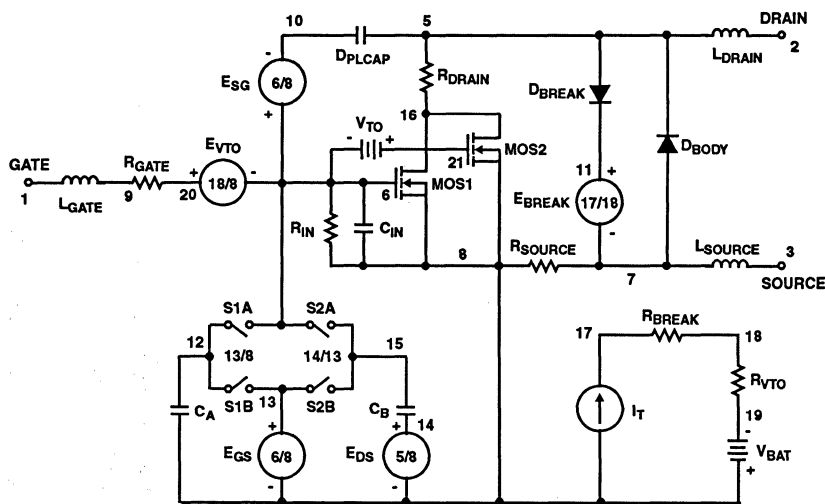 10
5
DRAIN
2
DPLCAP
LDRAIN
ESG
6/8
RDRAIN
DBREAK
16
VTO
EVTO
18/8
21
MOS2
DBODY
GATE
1
LGATE
RGATE
9
20
6
MOS1
11
EBREAK
17/18
RIN
CIN
8
RSOURCE
7
LSOURCE
3
SOURCE
S1A
S2A
12
13/8
14/13
15
S1B
13
S2B
CA
CB
14
EGS
6/8
EDS
5/8
17
RBREAK
18
RVTO
IT
19
VBAT